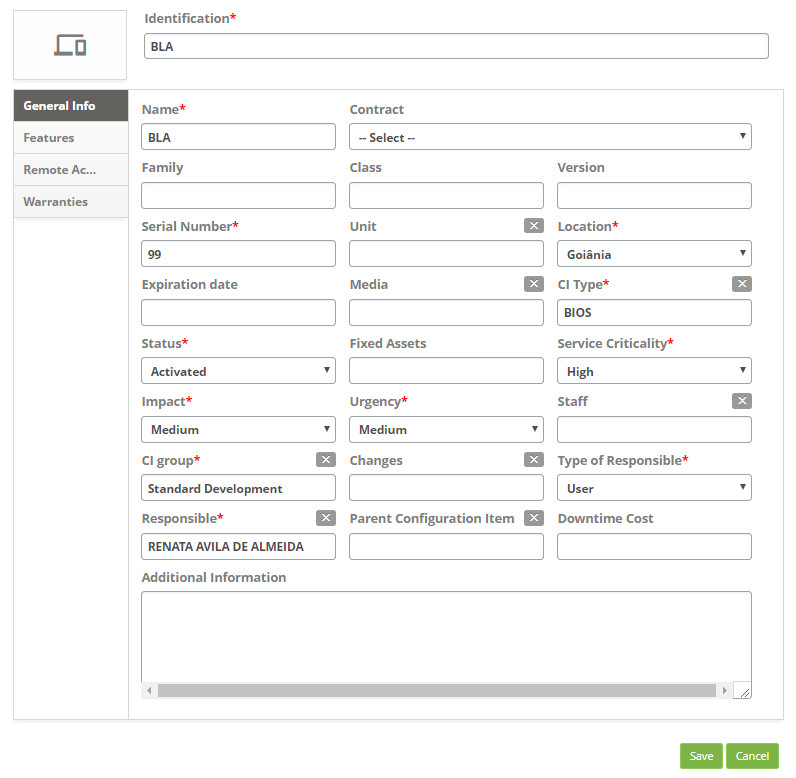 Identification*
BLA
General Info
Features
Remote Ac...
Warranties
Name* Contract
BLA -- Select --
Family Class Version
Serial Number* Unit Location*
99 Goiânia
Expiration date Media CI Type*
BIOS
Status* Fixed Assets Service Criticality*
Activated High
Impact* Urgency* Staff
Medium Medium
CI group* Changes Type of Responsible*
Standard Development User
Responsible* Parent Configuration Item Downtime Cost
RENATA AVILA DE ALMEIDA
Additional Information
Save Cancel